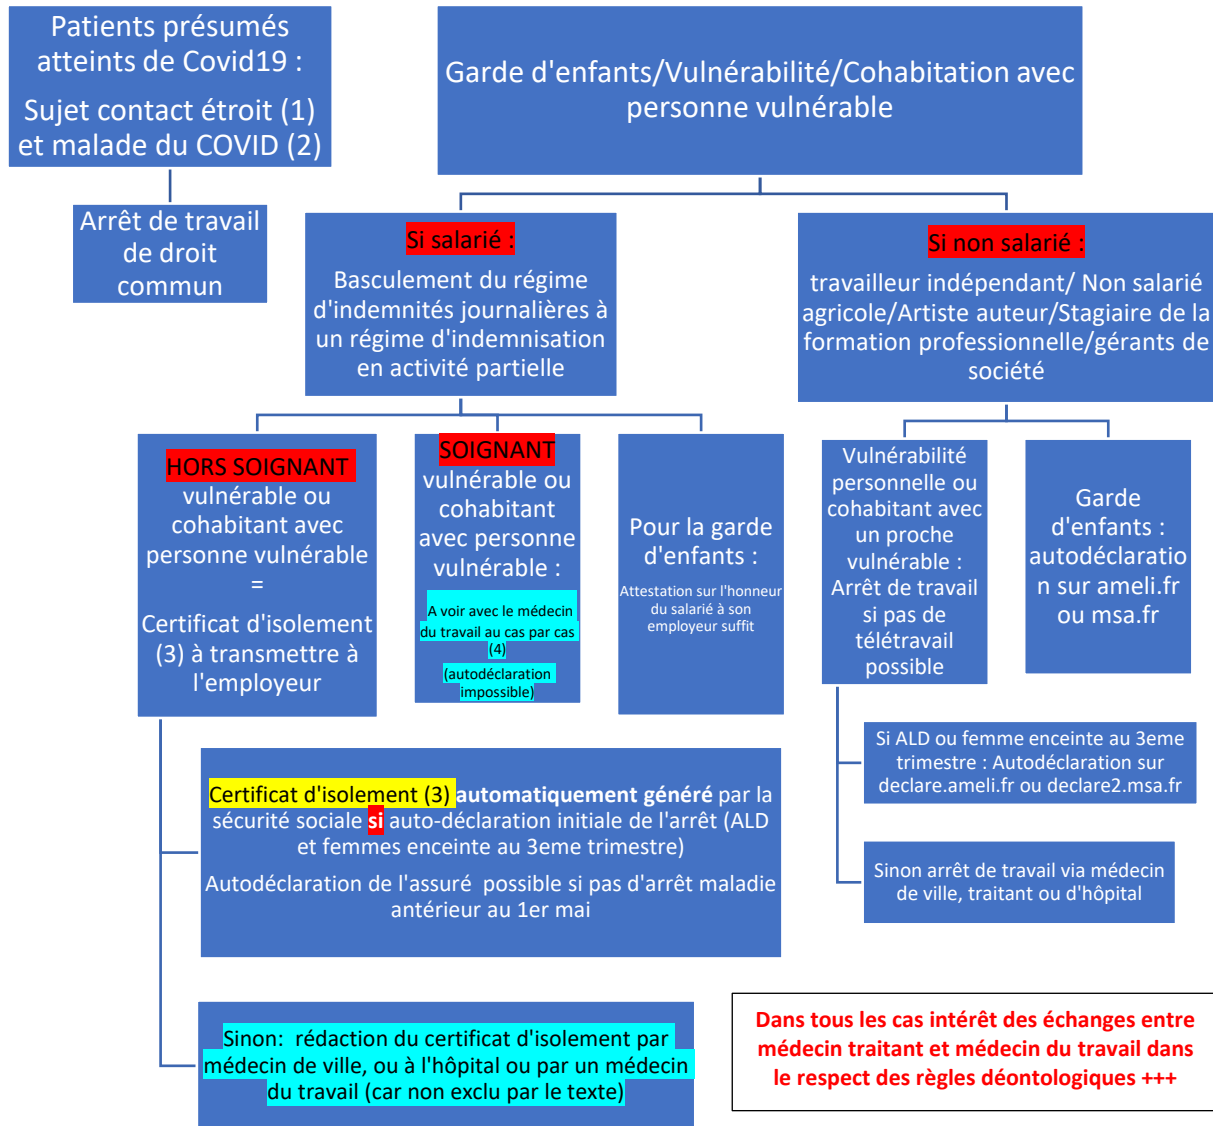 Patients présumés
atteints de Covid19 :
Sujet contact étroit (1)
et malade du COVID (2)
Arrêt de travail
de droit
commun
Garde d'enfants/Vulnérabilité/Cohabitation avec
personne vulnérable
Si salarié :
Basculement du régime
d'indemnités journalières à
un régime d'indemnisation
en activité partielle
Si non salarié :
travailleur indépendant/ Non salarié
agricole/Artiste auteur/Stagiaire de la
formation professionnelle/gérants de
société
HORS SOIGNANT
vulnérable ou
cohabitant avec
personne vulnérable
=
Certificat d'isolement
(3) à transmettre à
l'employeur
SOIGNANT
vulnérable ou
cohabitant
avec personne
vulnérable :
A voir avec le médecin
du travail au cas par cas
(4)
(autodéclaration
impossible)
Pour la garde
d'enfants :
Attestation sur l'honneur
du salarié à son
employeur suffit
Vulnérabilité
personnelle ou
cohabitant avec
un proche
vulnérable :
Arrêt de travail
si pas de
télétravail
possible
Garde
d'enfants :
autodéclaratio
n sur ameli.fr
ou msa.fr
Si ALD ou femme enceinte au 3eme
trimestre : Autodéclaration sur
declare.ameli.fr ou declare2.msa.fr
Sinon arrêt de travail via médecin
de ville, traitant ou d'hôpital
Certificat d'isolement (3) automatiquement généré par la
sécurité sociale si auto-déclaration initiale de l'arrêt (ALD
et femmes enceinte au 3eme trimestre)
Autodéclaration de l'assuré possible si pas d'arrêt maladie
antérieur au 1er mai
Sinon: rédaction du certificat d'isolement par
médecin de ville, ou à l'hôpital ou par un médecin
du travail (car non exclu par le texte)
Dans tous les cas intérêt des échanges entre
médecin traitant et médecin du travail dans
le respect des règles déontologiques +++